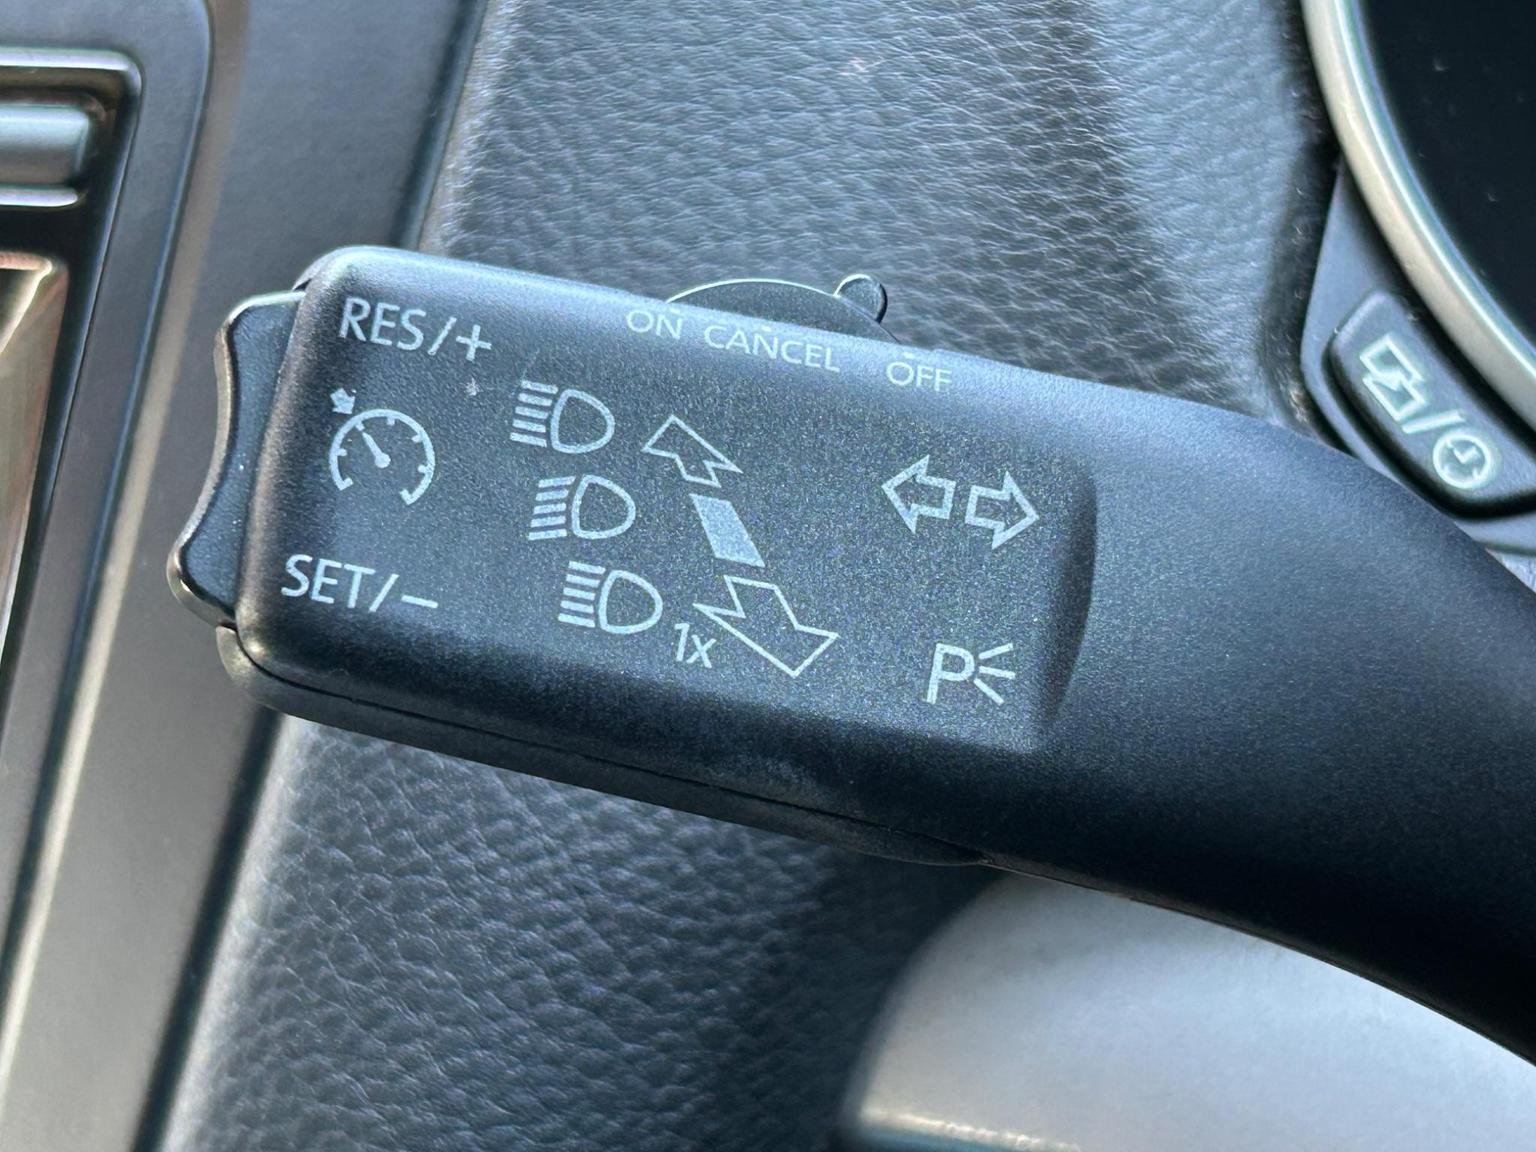 RES/+
ON CANCEL OFF
SET/–
1x
P